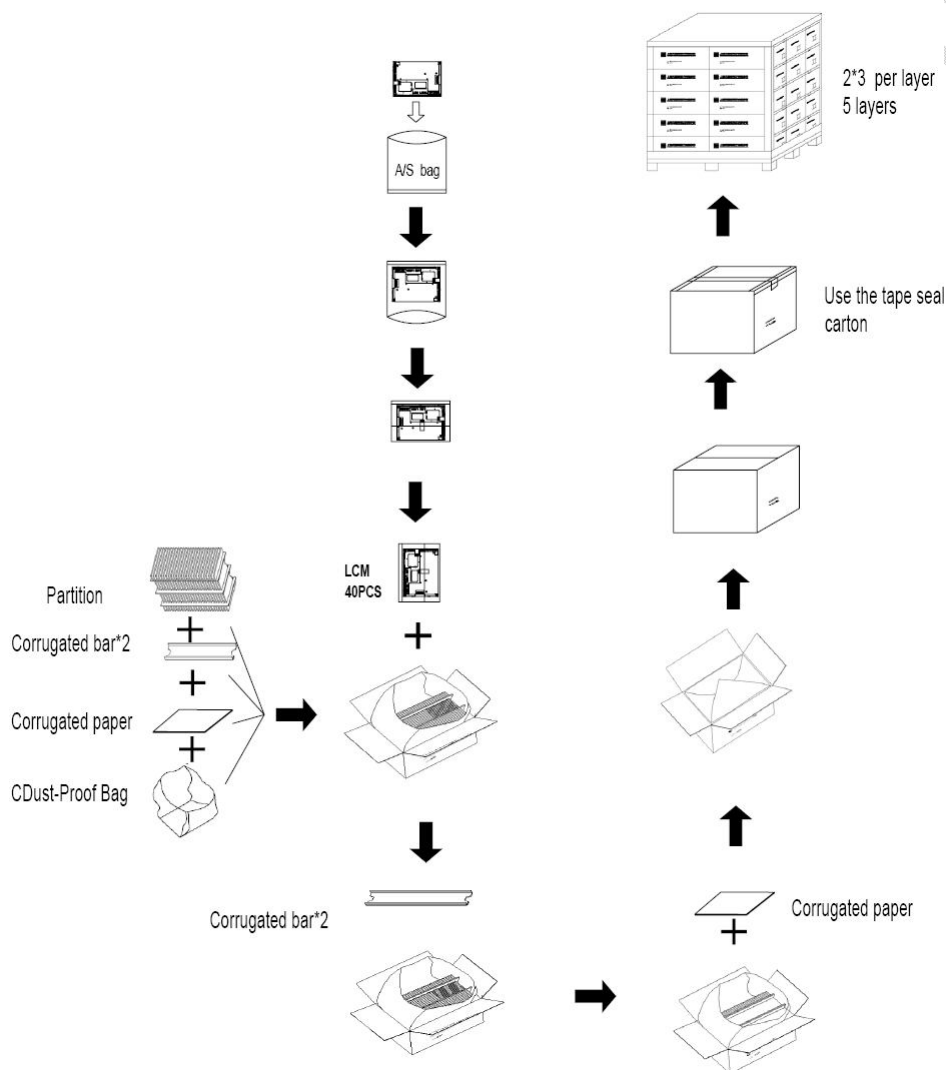 2*3 per layer
5 layers
A/S bag
Use the tape seal
carton
LCM
40PCS
Partition
Corrugated bar*2
Corrugated paper
CDust-Proof Bag
Corrugated bar*2
Corrugated paper